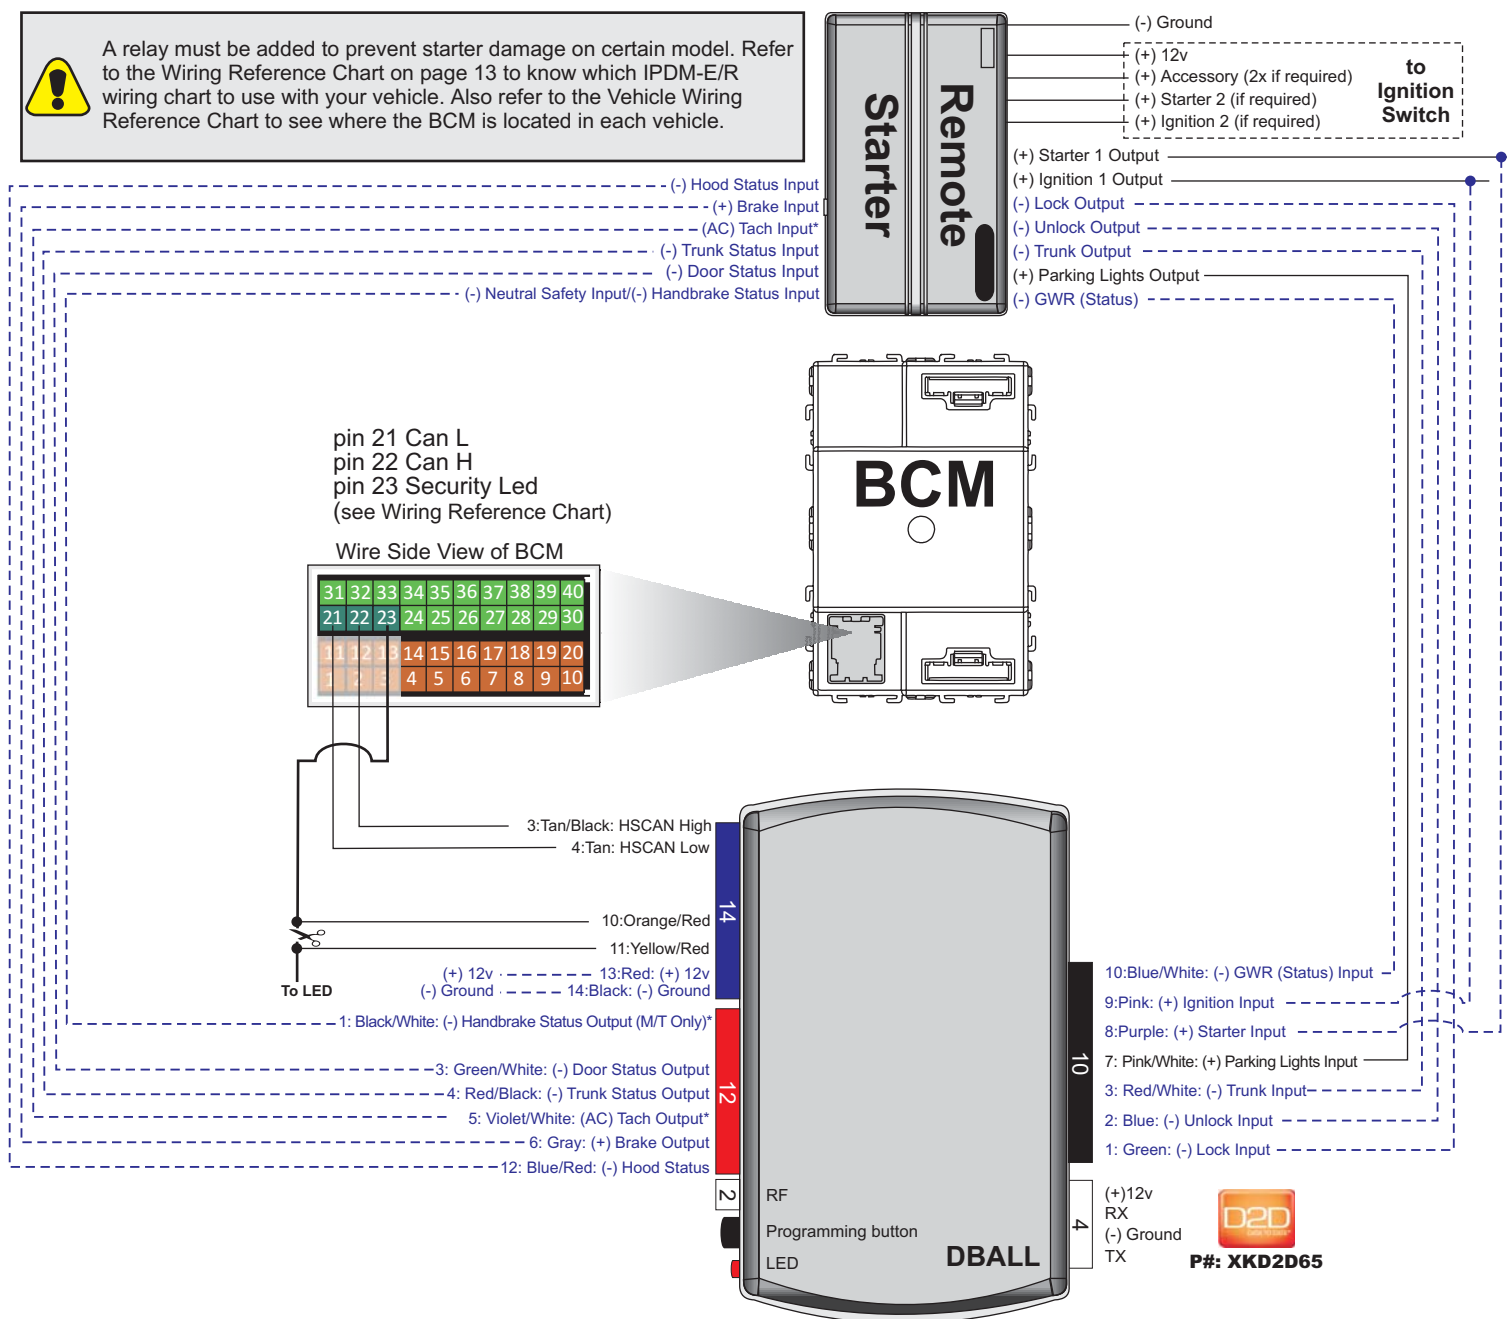 A relay must be added to prevent starter damage on certain model. Refer
to the Wiring Reference Chart on page 13 to know which IPDM-E/R
wiring chart to use with your vehicle. Also refer to the Vehicle Wiring
Reference Chart to see where the BCM is located in each vehicle.
Remote
Starter
(-) Ground
(+) 12v
(+) Accessory (2x if required)
(+) Starter 2 (if required)
(+) Ignition 2 (if required)
to
Ignition
Switch
(+) Starter 1 Output
(+) Ignition 1 Output
(-) Lock Output
(-) Unlock Output
(-) Trunk Output
(+) Parking Lights Output
(-) GWR (Status)
(-) Hood Status Input
(+) Brake Input
(AC) Tach Input*
(-) Trunk Status Input
(-) Door Status Input
(-) Neutral Safety Input/(-) Handbrake Status Input
pin 21 Can L
pin 22 Can H
pin 23 Security Led
(see Wiring Reference Chart)
Wire Side View of BCM
31 32 33 34 35 36 37 38 39 40
21 22 23 24 25 26 27 28 29 30
11 12 13 14 15 16 17 18 19 20
1 2 3 4 5 6 7 8 9 10
BCM
3:Tan/Black: HSCAN High
4:Tan: HSCAN Low
10:Orange/Red
11:Yellow/Red
(+) 12v
13:Red: (+) 12v
(-) Ground
14:Black: (-) Ground
To LED
1: Black/White: (-) Handbrake Status Output (M/T Only)*
3: Green/White: (-) Door Status Output
4: Red/Black: (-) Trunk Status Output
5: Violet/White: (AC) Tach Output*
6: Gray: (+) Brake Output
12: Blue/Red: (-) Hood Status
14
12
2
RF
Programming button
LED
DBALL
10
4
10:Blue/White: (-) GWR (Status) Input
9:Pink: (+) Ignition Input
8:Purple: (+) Starter Input
7: Pink/White: (+) Parking Lights Input
3: Red/White: (-) Trunk Input
2: Blue: (-) Unlock Input
1: Green: (-) Lock Input
(+)12v
RX
(-) Ground
TX
D2D
P#: XKD2D65